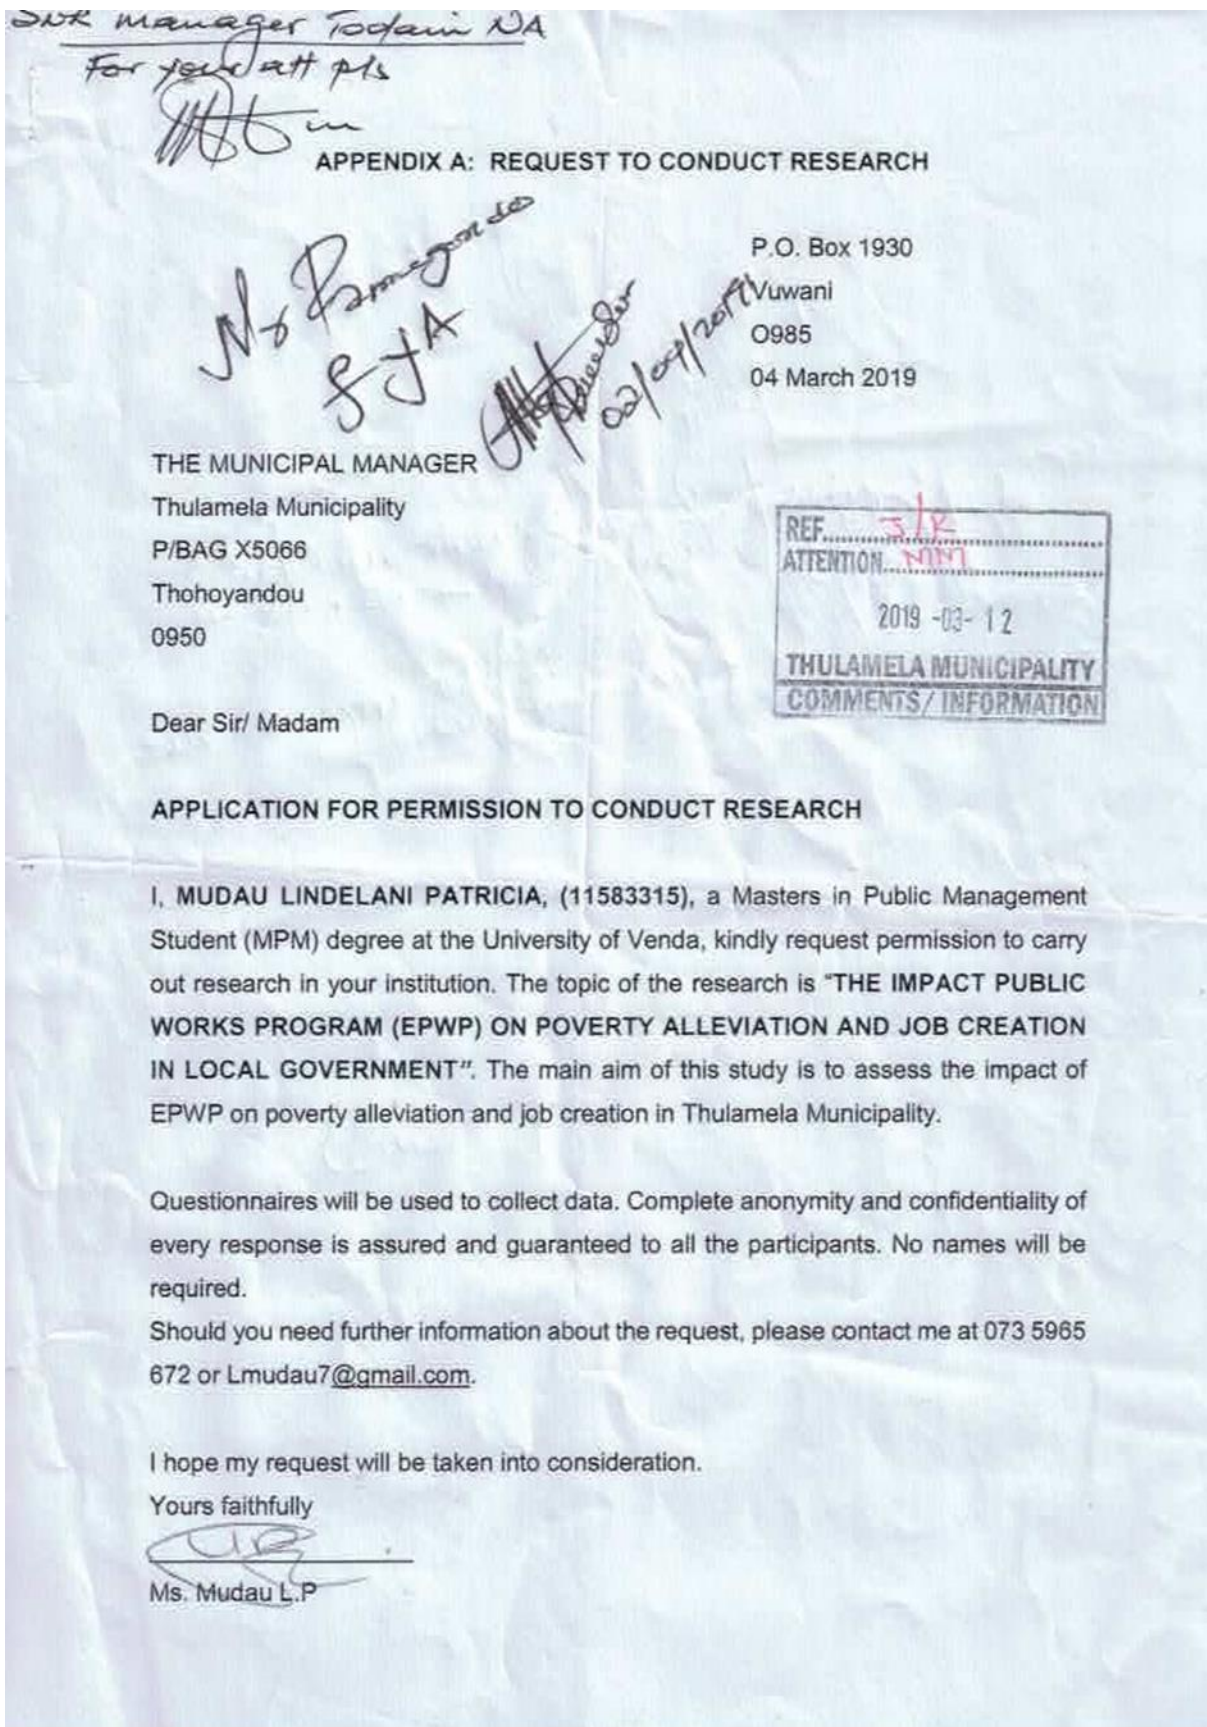 SNR manager Todain NA
For your att pls
APPENDIX A: REQUEST TO CONDUCT RESEARCH
Mr
P.O. Box 1930
Vuwani
O985
04 March 2019
THE MUNICIPAL MANAGER
Thulamela Municipality
P/BAG X5066
Thohoyandou
0950
REF. J/R
ATTENTION. MM
2019 -03- 12
THULAMELA MUNICIPALITY
COMMENTS/ INFORMATION
Dear Sir/ Madam
APPLICATION FOR PERMISSION TO CONDUCT RESEARCH
I, MUDAU LINDELANI PATRICIA, (11583315), a Masters in Public Management
Student (MPM) degree at the University of Venda, kindly request permission to carry
out research in your institution. The topic of the research is "THE IMPACT PUBLIC
WORKS PROGRAM (EPWP) ON POVERTY ALLEVIATION AND JOB CREATION
IN LOCAL GOVERNMENT". The main aim of this study is to assess the impact of
EPWP on poverty alleviation and job creation in Thulamela Municipality.
Questionnaires will be used to collect data. Complete anonymity and confidentiality of
every response is assured and guaranteed to all the participants. No names will be
required.
Should you need further information about the request, please contact me at 073 5965
672 or Lmudau7@gmail.com.
I hope my request will be taken into consideration.
Yours faithfully
Ms. Mudau L.P